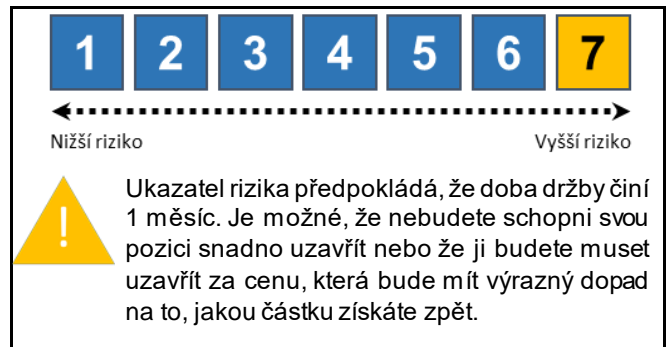 1 2 3 4 5 6 7
Nižší riziko Vyšší riziko
!
Ukazatel rizika předpokládá, že doba držby činí
1 měsíc. Je možné, že nebudete schopni svou
pozici snadno uzavřít nebo že ji budete muset
uzavřít za cenu, která bude mít výrazný dopad
na to, jakou částku získáte zpět.